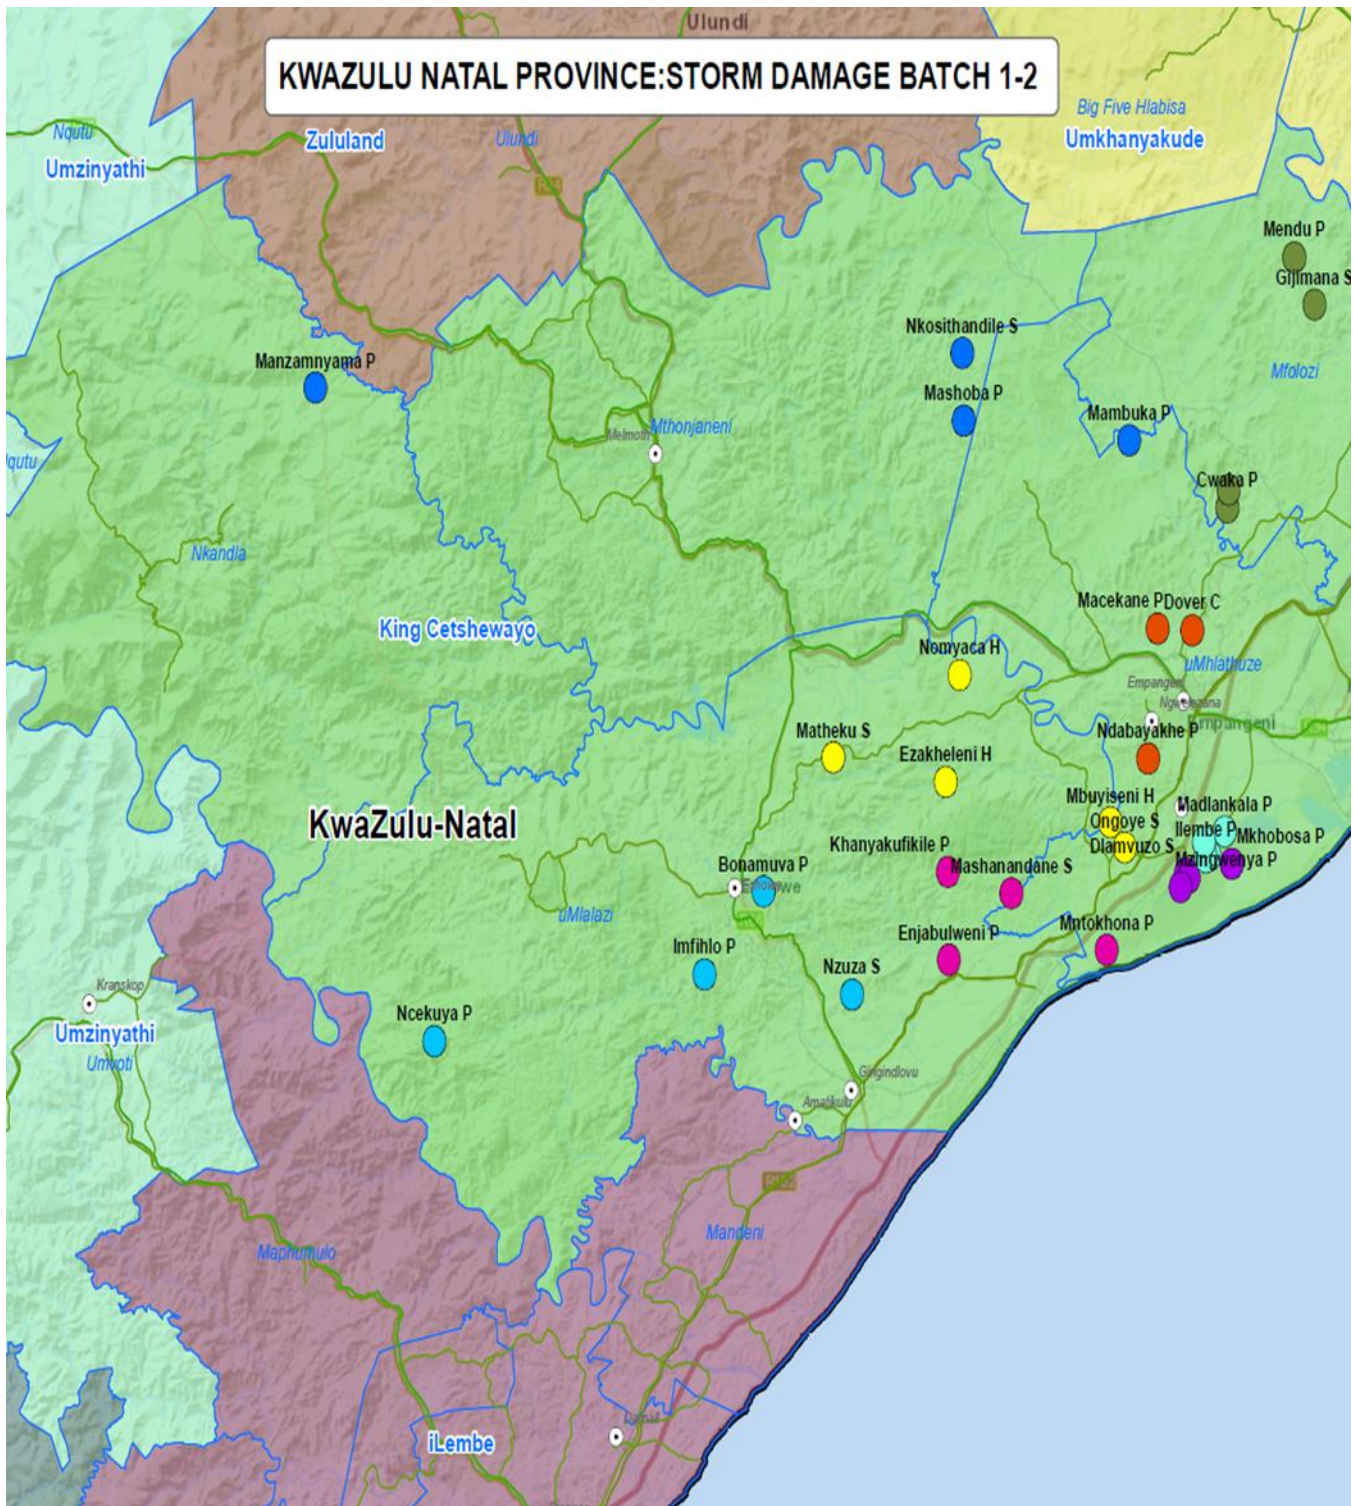 Ulundi
KWAZULU NATAL PROVINCE:STORM DAMAGE BATCH 1-2
Big Five Hlabisa
Umkhanyakude
Nqutu
Umzinyathi
Zululand
Ulundi
Mendu P
Gijimana S
Nkosithandile S
Manzamnyama P
Mfolozi
Mashoba P
Mambuka P
Mthonjaneni
Melmoth
Cwaka P
Nkandla
Macekane P
Dover C
King Cetshewayo
Nomyaca H
uMhlathuze
Empangeni
Ngwelezana
Empangeni
Matheku S
Ndabayakhe P
Ezakheleni H
Mbuyiseni H
Madlankala P
KwaZulu-Natal
Ongoye S
Ilembe P
Mkhobosa P
Khanyakufikile P
Dlamvuzo S
Bonamuva P
Mashanandane S
Mzingwenya P
uMlalazi
Mntokhona P
Enjabulweni P
Imfihlo P
Nzuza S
Kranskop
Ncekuya P
Umzinyathi
Umvoti
Gingindlovu
Amatikulu
Mandeni
Maphumulo
iLembe